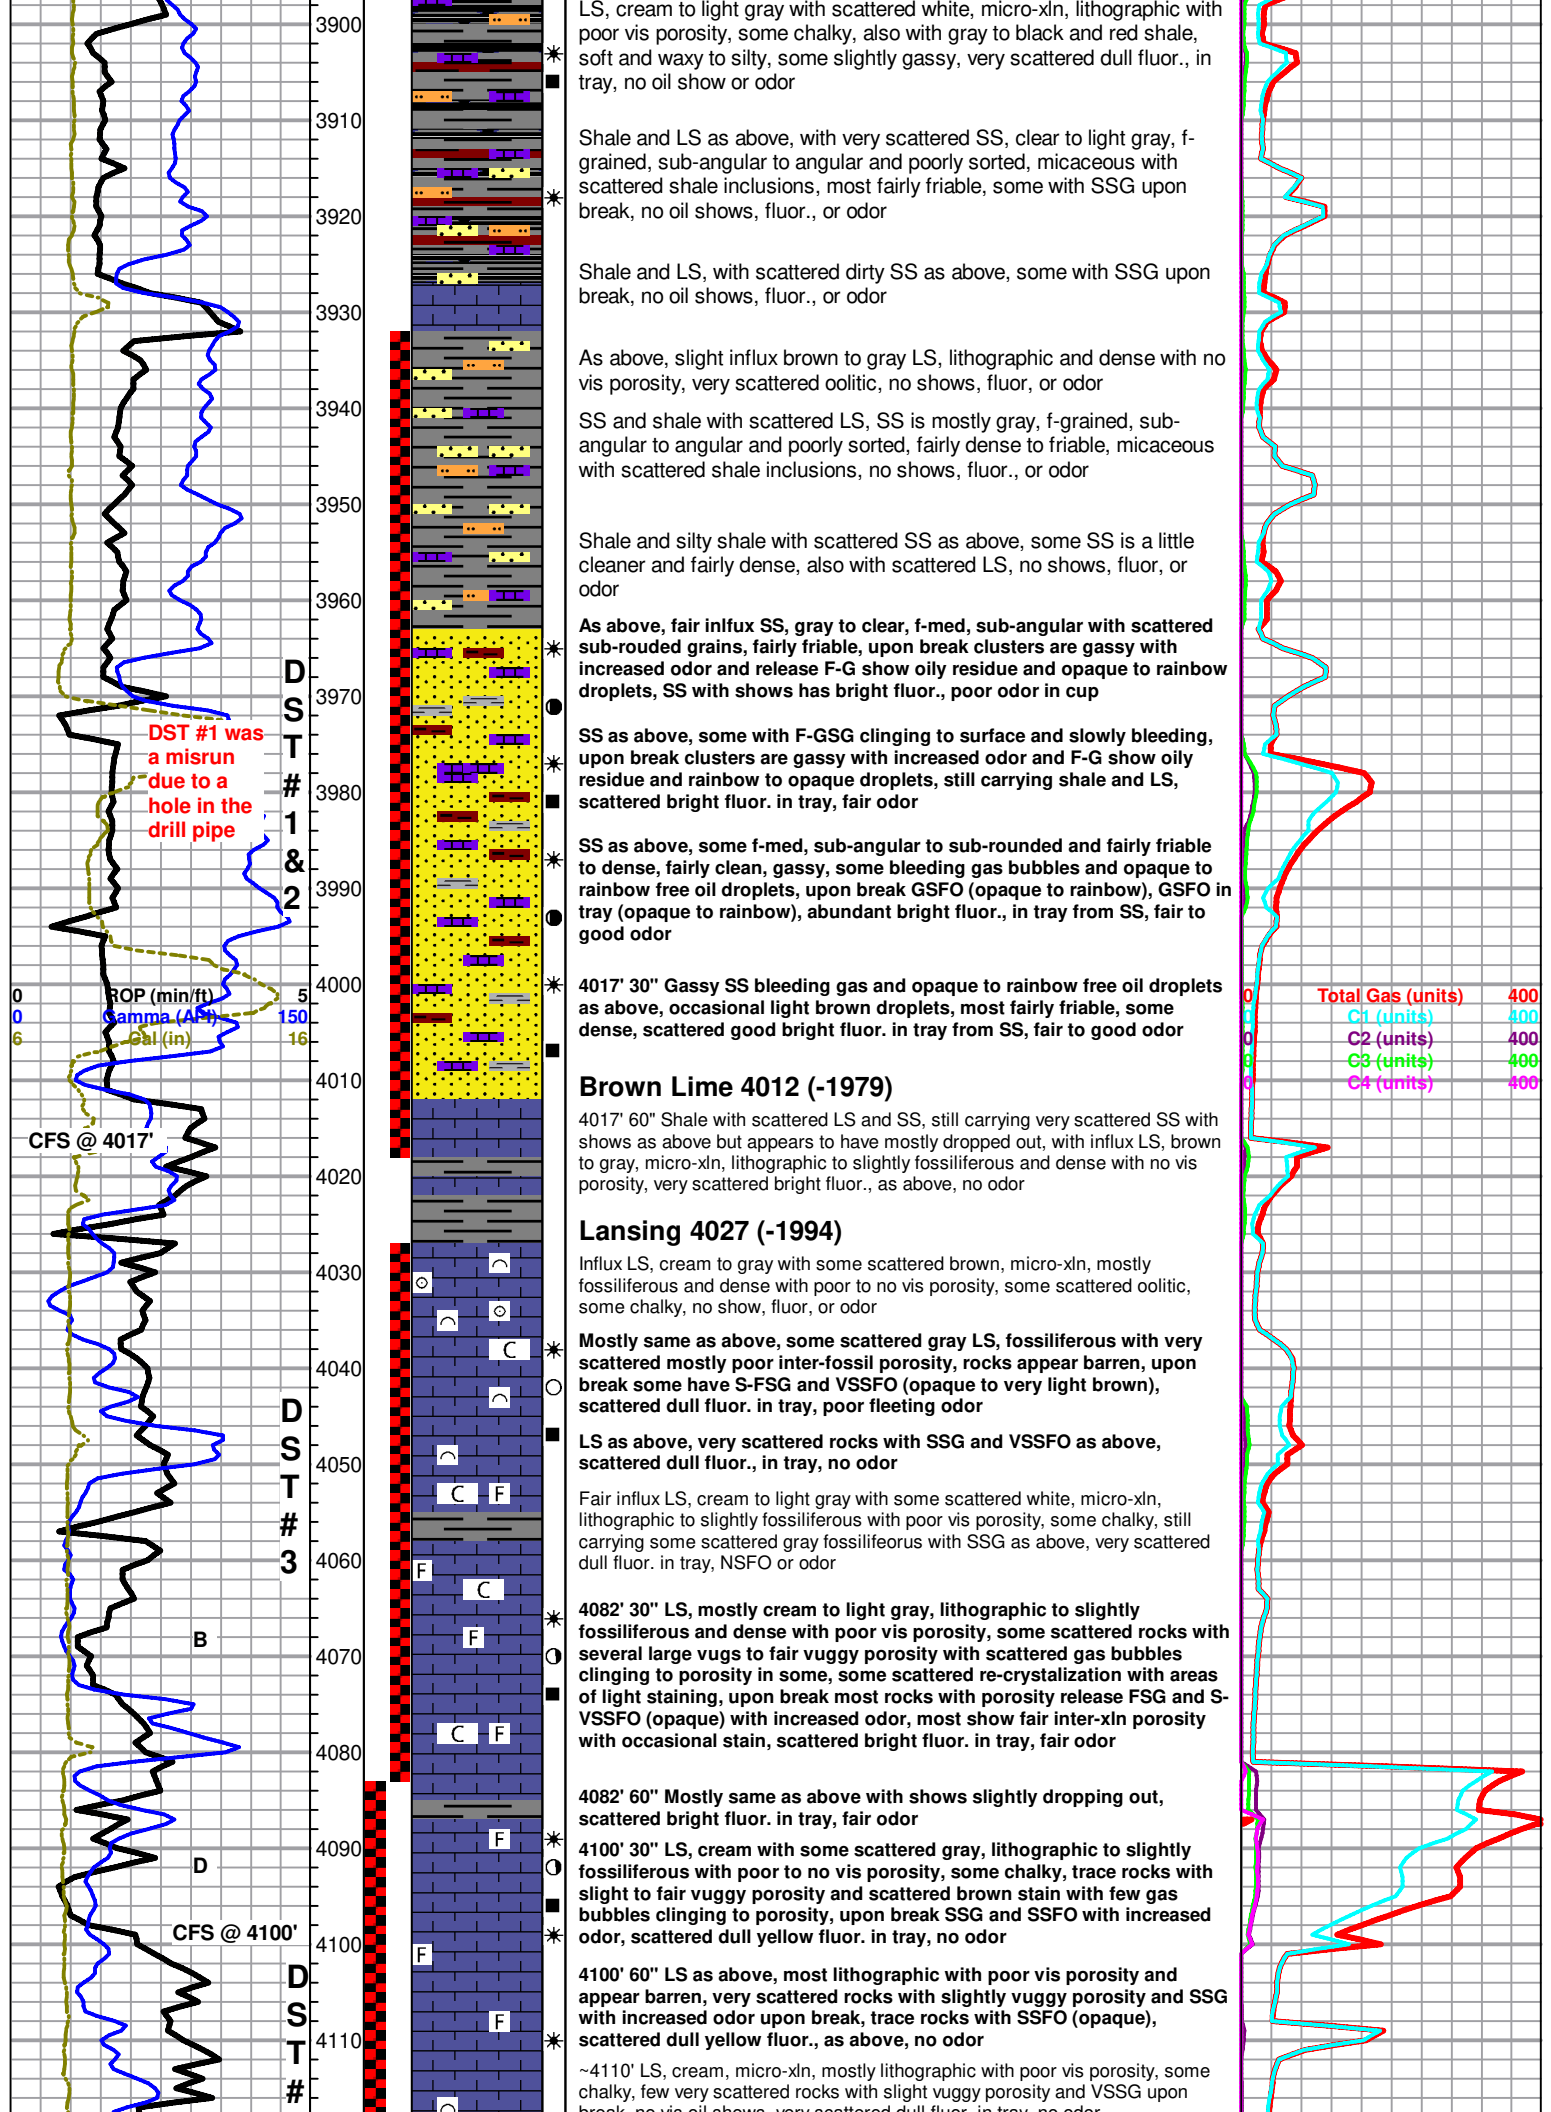 3900
3910
3920
3930
3940
3950
3960
3970
3980
3990
4000
4010
4020
4030
4040
4050
4060
4070
4080
4090
4100
4110
D
S
T
#
1
&
2
DST #1 was
a misrun
due to a
hole in the
drill pipe
0 ROP (min/ft) 5
0 Gamma (API) 150
6 Cal (in) 16
CFS @ 4017'
D
S
T
#
3
B
D
CFS @ 4100'
D
S
T
#
C
C F
F
C
F
C F
F
F
F
LS, cream to light gray with scattered white, micro-xln, lithographic with
poor vis porosity, some chalky, also with gray to black and red shale,
soft and waxy to silty, some slightly gassy, very scattered dull fluor., in
tray, no oil show or odor
Shale and LS as above, with very scattered SS, clear to light gray, f-
grained, sub-angular to angular and poorly sorted, micaceous with
scattered shale inclusions, most fairly friable, some with SSG upon
break, no oil shows, fluor., or odor
Shale and LS, with scattered dirty SS as above, some with SSG upon
break, no oil shows, fluor., or odor
As above, slight influx brown to gray LS, lithographic and dense with no
vis porosity, very scattered oolitic, no shows, fluor, or odor
SS and shale with scattered LS, SS is mostly gray, f-grained, sub-
angular to angular and poorly sorted, fairly dense to friable, micaceous
with scattered shale inclusions, no shows, fluor., or odor
Shale and silty shale with scattered SS as above, some SS is a little
cleaner and fairly dense, also with scattered LS, no shows, fluor, or
odor
As above, fair inlfux SS, gray to clear, f-med, sub-angular with scattered
sub-rouded grains, fairly friable, upon break clusters are gassy with
increased odor and release F-G show oily residue and opaque to rainbow
droplets, SS with shows has bright fluor., poor odor in cup
SS as above, some with F-GSG clinging to surface and slowly bleeding,
upon break clusters are gassy with increased odor and F-G show oily
residue and rainbow to opaque droplets, still carrying shale and LS,
scattered bright fluor. in tray, fair odor
SS as above, some f-med, sub-angular to sub-rounded and fairly friable
to dense, fairly clean, gassy, some bleeding gas bubbles and opaque to
rainbow free oil droplets, upon break GSFO (opaque to rainbow), GSFO in
tray (opaque to rainbow), abundant bright fluor., in tray from SS, fair to
good odor
4017' 30" Gassy SS bleeding gas and opaque to rainbow free oil droplets
as above, occasional light brown droplets, most fairly friable, some
dense, scattered good bright fluor. in tray from SS, fair to good odor
Brown Lime 4012 (-1979)
4017' 60" Shale with scattered LS and SS, still carrying very scattered SS with
shows as above but appears to have mostly dropped out, with influx LS, brown
to gray, micro-xln, lithographic to slightly fossiliferous and dense with no vis
porosity, very scattered bright fluor., as above, no odor
Lansing 4027 (-1994)
Influx LS, cream to gray with some scattered brown, micro-xln, mostly
fossiliferous and dense with poor to no vis porosity, some scattered oolitic,
some chalky, no show, fluor, or odor
Mostly same as above, some scattered gray LS, fossiliferous with very
scattered mostly poor inter-fossil porosity, rocks appear barren, upon
break some have S-FSG and VSSFO (opaque to very light brown),
scattered dull fluor. in tray, poor fleeting odor
LS as above, very scattered rocks with SSG and VSSFO as above,
scattered dull fluor., in tray, no odor
Fair influx LS, cream to light gray with some scattered white, micro-xln,
lithographic to slightly fossiliferous with poor vis porosity, some chalky, still
carrying some scattered gray fossilifeorus with SSG as above, very scattered
dull fluor. in tray, NSFO or odor
4082' 30" LS, mostly cream to light gray, lithographic to slightly
fossiliferous and dense with poor vis porosity, some scattered rocks with
several large vugs to fair vuggy porosity with scattered gas bubbles
clinging to porosity in some, some scattered re-crystalization with areas
of light staining, upon break most rocks with porosity release FSG and S-
VSSFO (opaque) with increased odor, most show fair inter-xln porosity
with occasional stain, scattered bright fluor. in tray, fair odor
4082' 60" Mostly same as above with shows slightly dropping out,
scattered bright fluor. in tray, fair odor
4100' 30" LS, cream with some scattered gray, lithographic to slightly
fossiliferous with poor to no vis porosity, some chalky, trace rocks with
slight to fair vuggy porosity and scattered brown stain with few gas
bubbles clinging to porosity, upon break SSG and SSFO with increased
odor, scattered dull yellow fluor. in tray, no odor
4100' 60" LS as above, most lithographic with poor vis porosity and
appear barren, very scattered rocks with slightly vuggy porosity and SSG
with increased odor upon break, trace rocks with SSFO (opaque),
scattered dull yellow fluor., as above, no odor
~4110' LS, cream, micro-xln, mostly lithographic with poor vis porosity, some
chalky, few very scattered rocks with slight vuggy porosity and VSSG upon
break, no vis oil shows, very scattered dull fluor. in tray, no odor
0 Total Gas (units) 400
0 C1 (units) 400
0 C2 (units) 400
0 C3 (units) 400
0 C4 (units) 400